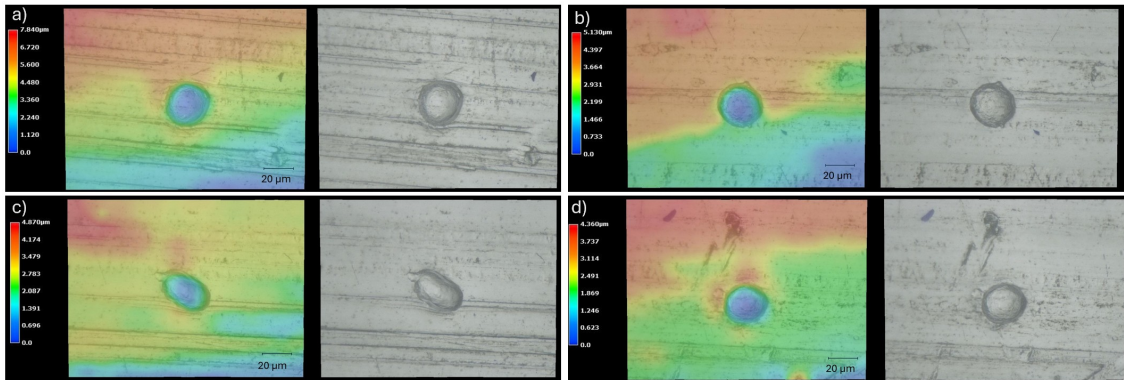 a)
7.840µm
6.720
5.600
4.480
3.360
2.240
1.120
0.0
20 µm
b)
5.130µm
4.397
3.664
2.931
2.199
1.466
0.733
0.0
20 µm
c)
4.870µm
4.174
3.479
2.783
2.087
1.391
0.696
0.0
20 µm
d)
4.360µm
3.737
3.114
2.491
1.869
1.246
0.623
0.0
20 µm